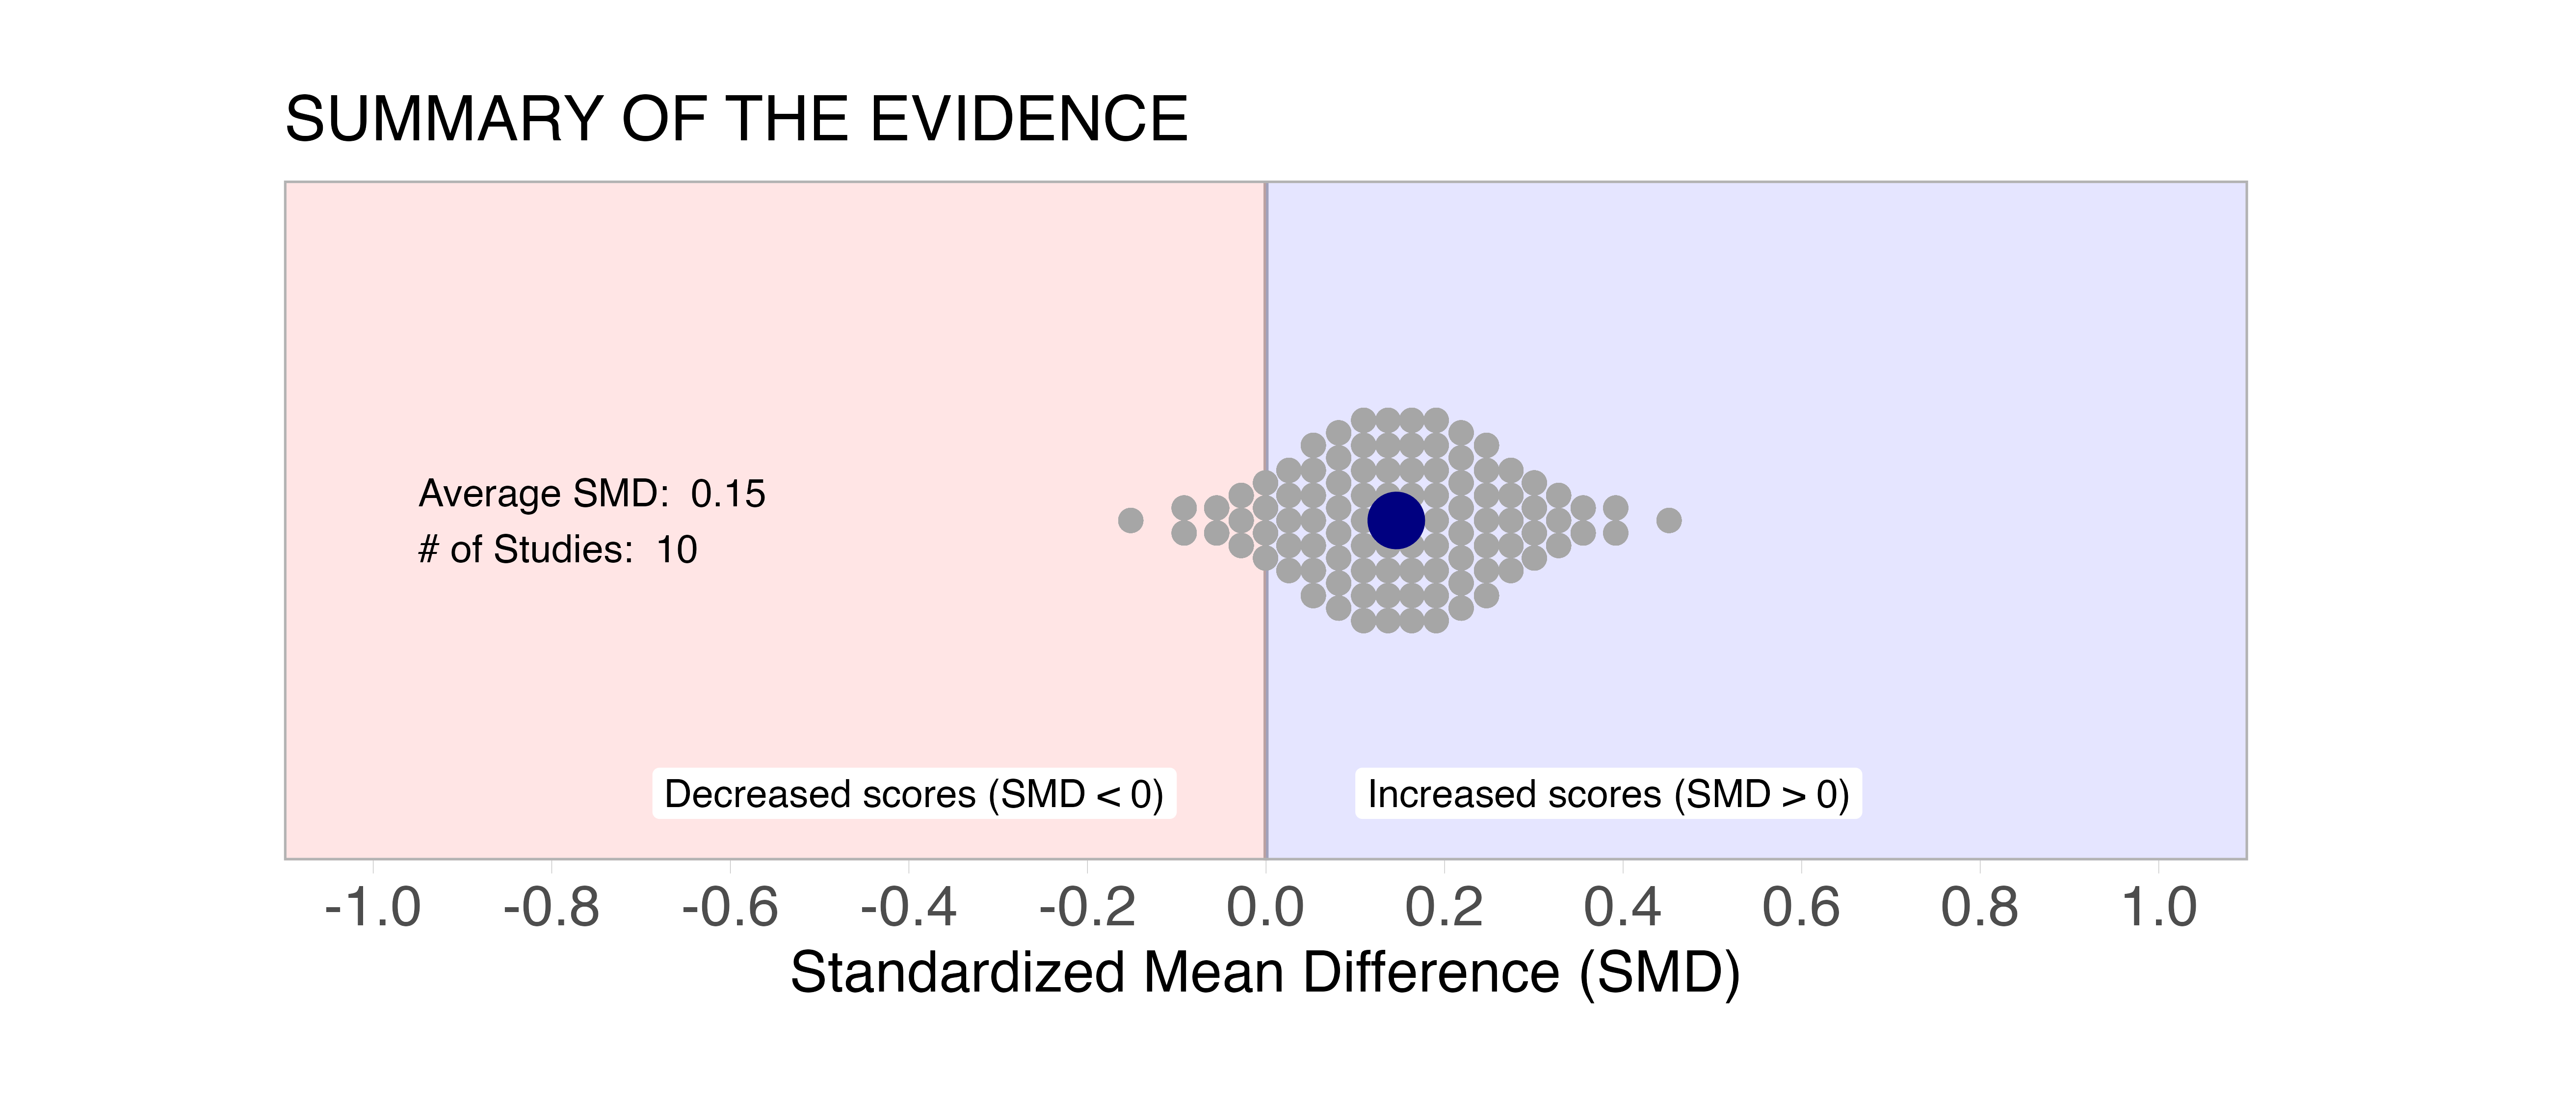 SUMMARY OF THE EVIDENCE
Average SMD: 0.15
# of Studies: 10
Decreased scores (SMD < 0)
Increased scores (SMD > 0)
-1.0 -0.8 -0.6 -0.4 -0.2 0.0 0.2 0.4 0.6 0.8 1.0
Standardized Mean Difference (SMD)